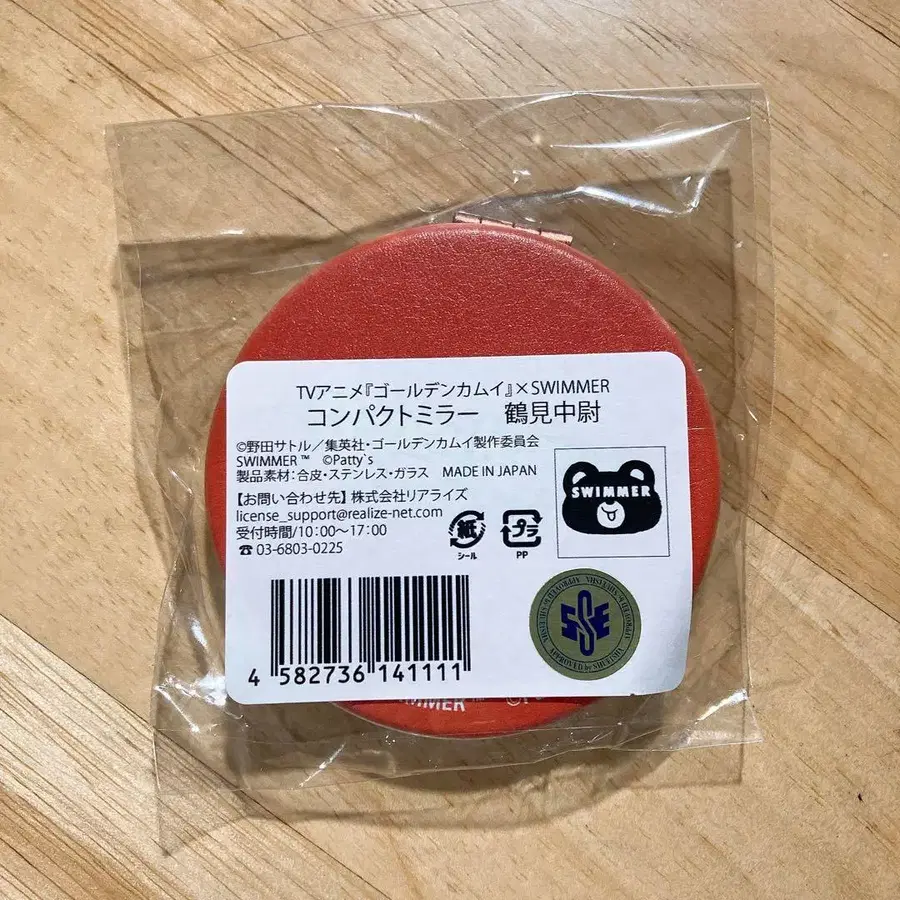 TVアニメ『ゴールデンカムイ』×SWIMMER
コンパクトミラー 鶴見中尉
©野田サトル／集英社・ゴールデンカムイ製作委員会
SWIMMER™ ©Patty`s
製品素材：合皮・ステンレス・ガラス MADE IN JAPAN
【お問い合わせ先】株式会社リアライズ
license_support@realize-net.com
受付時間/10：00～17：00
☎ 03-6803-0225
紙
シール
プラ
PP
SWIMMER
4 582736 141111
SSE
APPROVED by SHUEISHA